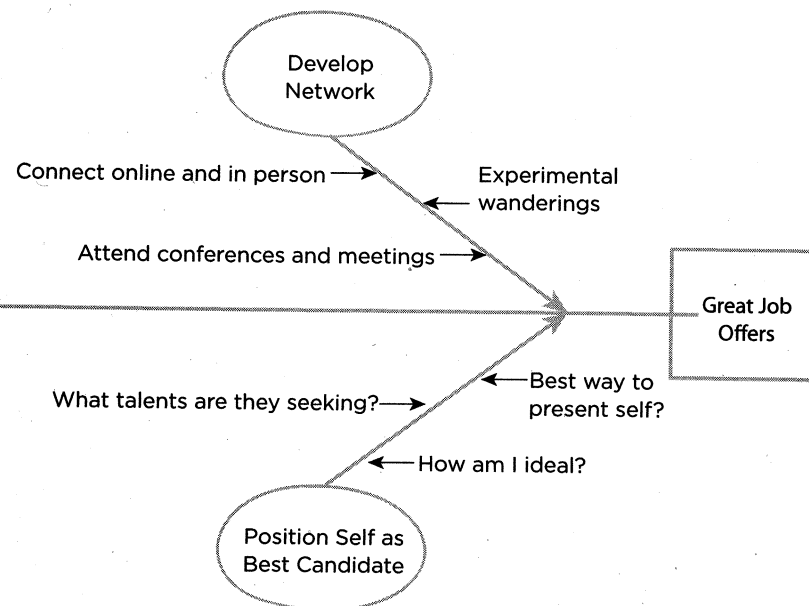 Develop
Network
Connect online and in person
Experimental
wanderings
Attend conferences and meetings
Great Job
Offers
Best way to
present self?
What talents are they seeking?
How am I ideal?
Position Self as
Best Candidate